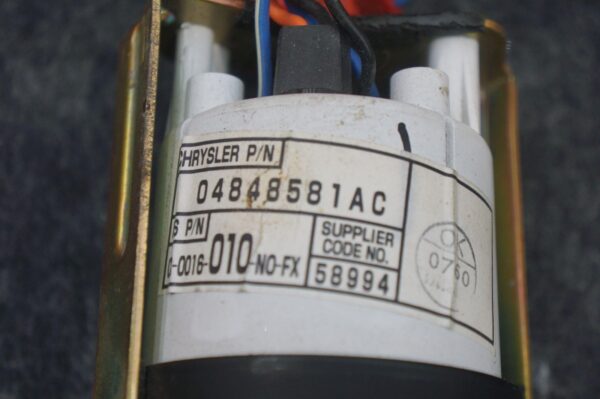 CHRYSLER P/N
04848581AC
S P/N
0-0016-010-NO-FX
SUPPLIER
CODE NO.
58994
OK
0760